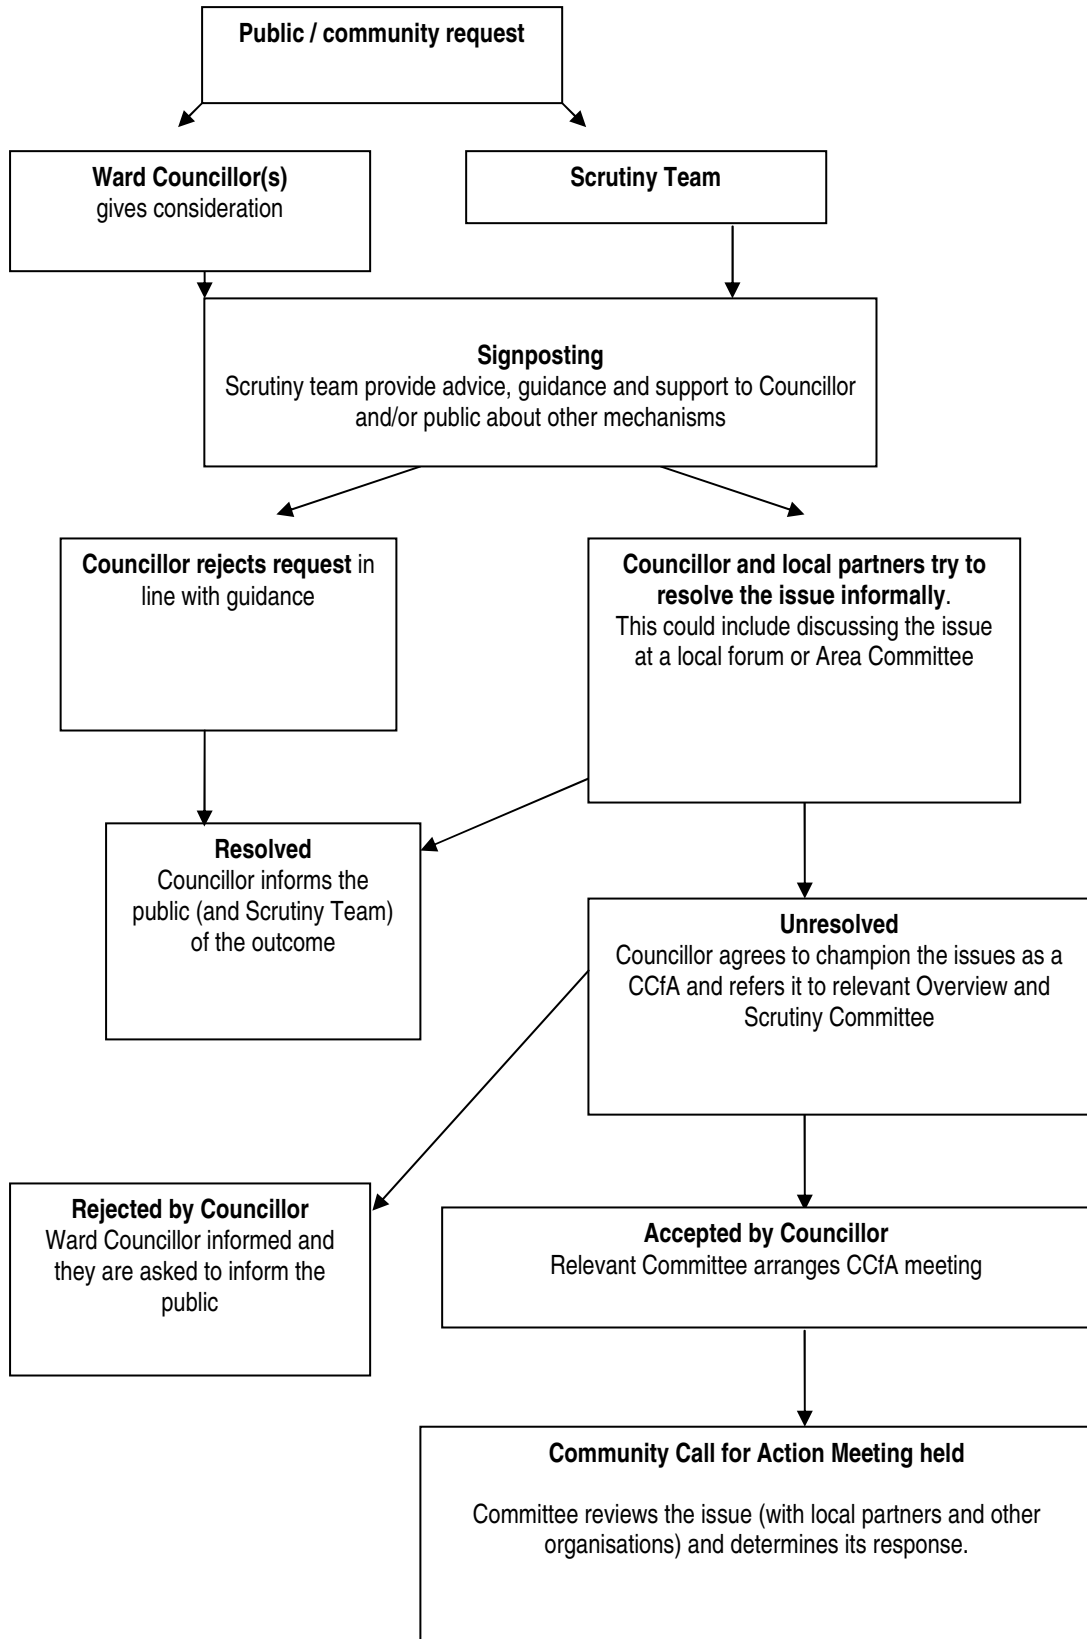 Public / community request
Ward Councillor(s)
gives consideration
Scrutiny Team
Signposting
Scrutiny team provide advice, guidance and support to Councillor
and/or public about other mechanisms
Councillor rejects request in
line with guidance
Councillor and local partners try to
resolve the issue informally.
This could include discussing the issue
at a local forum or Area Committee
Resolved
Councillor informs the
public (and Scrutiny Team)
of the outcome
Unresolved
Councillor agrees to champion the issues as a
CCfA and refers it to relevant Overview and
Scrutiny Committee
Rejected by Councillor
Ward Councillor informed and
they are asked to inform the
public
Accepted by Councillor
Relevant Committee arranges CCfA meeting
Community Call for Action Meeting held
Committee reviews the issue (with local partners and other
organisations) and determines its response.